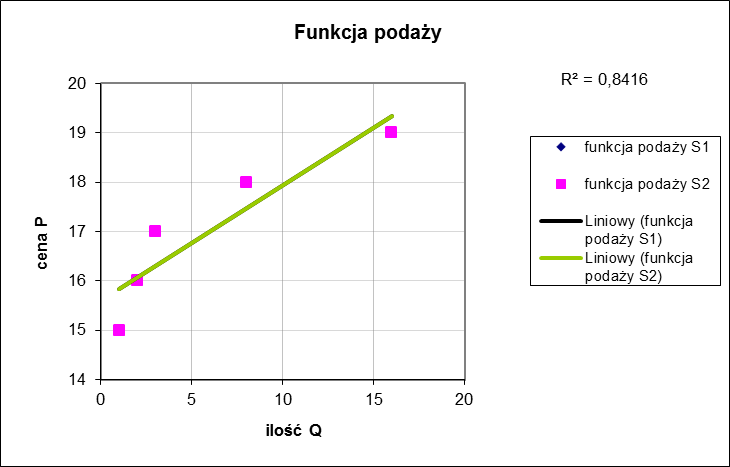 Funkcja podaży
R² = 0,8416
20
19
18
17
16
15
14
cena P
0 5 10 15 20
ilość Q
funkcja podaży S1
funkcja podaży S2
Liniowy (funkcja
podaży S1)
Liniowy (funkcja
podaży S2)